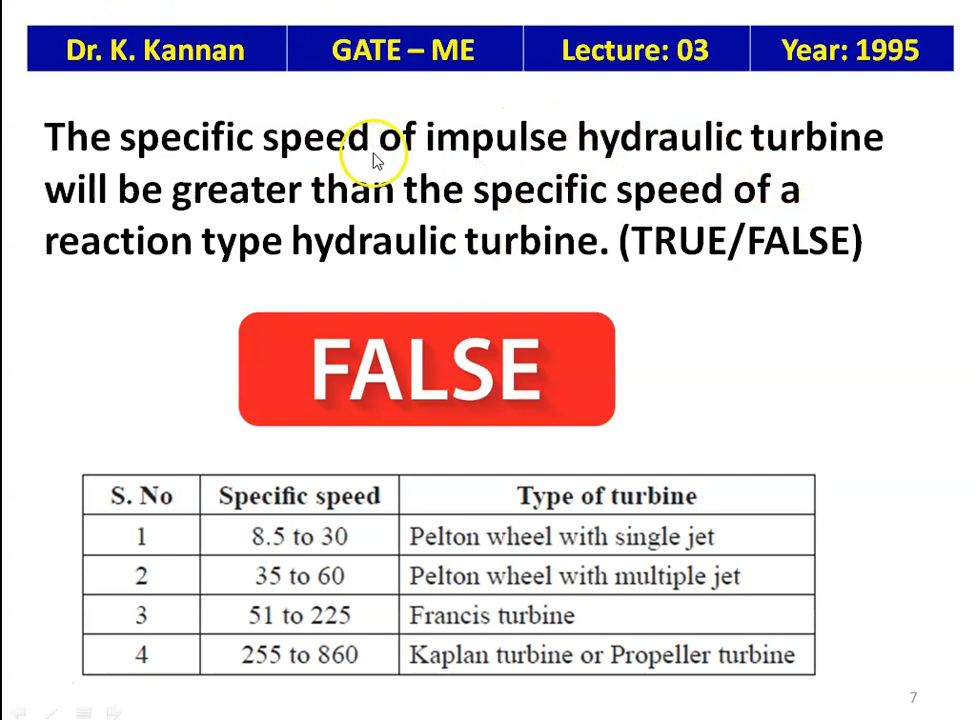 Dr. K. Kannan GATE – ME Lecture: 03 Year: 1995
The specific speed of impulse hydraulic turbine
will be greater than the specific speed of a
reaction type hydraulic turbine. (TRUE/FALSE)
FALSE
S. No Specific speed Type of turbine
1 8.5 to 30 Pelton wheel with single jet
2 35 to 60 Pelton wheel with multiple jet
3 51 to 225 Francis turbine
4 255 to 860 Kaplan turbine or Propeller turbine
7